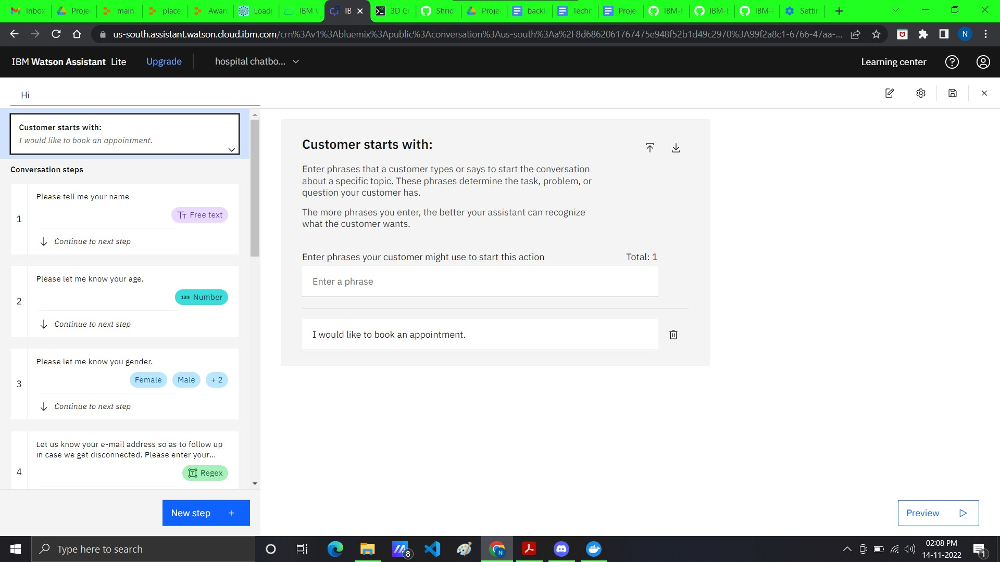 Inbox
Proje
main.
place
Aware
Loadi
IBM W
IB
3D G
Shrid
Proje
backl
Techn
Proje
IBM-E
IBM-E
IBM-P
Settin
us-south.assistant.watson.cloud.ibm.com/crn%3Av1%3Abluemix%3Apublic%3Aconversation%3Aus-south%3Aa%2F8d6862061767475e948f52b1d49c2970%3A99f2a8c1-6766-47aa-...
N
IBM Watson Assistant Lite
Upgrade
hospital chatbo...
Learning center
Hi
Customer starts with:
I would like to book an appointment.
Conversation steps
1
Please tell me your name
Free text
Continue to next step
2
Please let me know your age.
123 Number
Continue to next step
3
Please let me know you gender.
Female
Male
+ 2
Continue to next step
4
Let us know your e-mail address so as to follow up
in case we get disconnected. Please enter your...
Regex
New step +
Customer starts with:
Enter phrases that a customer types or says to start the conversation
about a specific topic. These phrases determine the task, problem, or
question your customer has.
The more phrases you enter, the better your assistant can recognize
what the customer wants.
Enter phrases your customer might use to start this action
Total: 1
Enter a phrase
I would like to book an appointment.
Preview
Type here to search
8
N
02:08 PM
14-11-2022
1